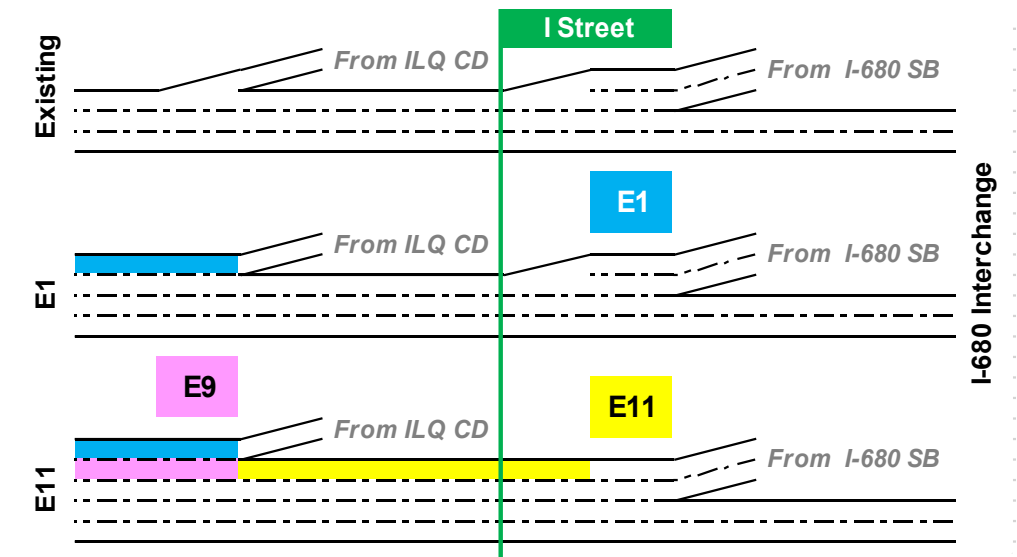 I Street
Existing
From ILQ CD
From I-680 SB
E1
E1
From ILQ CD
From I-680 SB
I-680 Interchange
E9
E11
E11
From ILQ CD
From I-680 SB